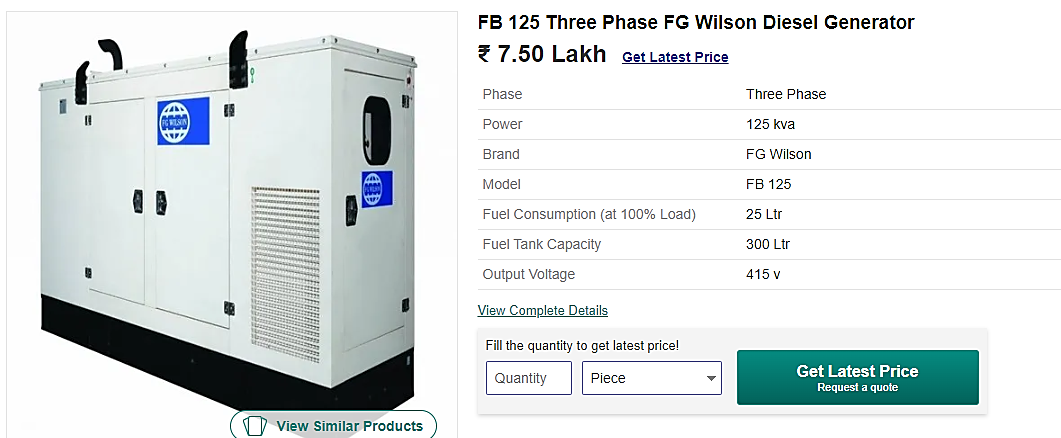 FB 125 Three Phase FG Wilson Diesel Generator
₹ 7.50 Lakh Get Latest Price
Phase Three Phase
Power 125 kva
Brand FG Wilson
Model FB 125
Fuel Consumption (at 100% Load) 25 Ltr
Fuel Tank Capacity 300 Ltr
Output Voltage 415 v
View Complete Details
Fill the quantity to get latest price!
Quantity Piece
Get Latest Price
Request a quote
FG WILSON
FG WILSON
View Similar Products